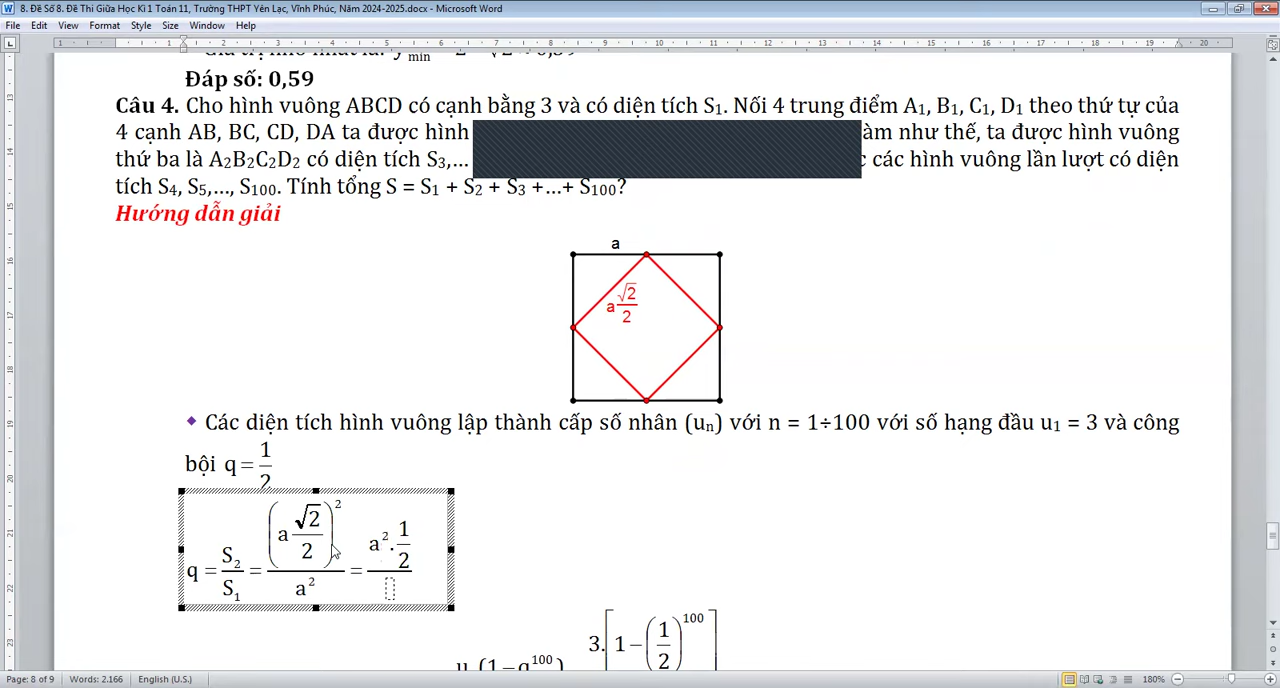 8. Đề Số 8. Đề Thi Giữa Học Kì 1 Toán 11, Trường THPT Yên Lạc, Vĩnh Phúc, Năm 2024-2025.docx - Microsoft Word
File Edit View Format Style Size Window Help
Đáp số: 0,59
Câu 4. Cho hình vuông ABCD có cạnh bằng 3 và có diện tích S1. Nối 4 trung điểm A1, B1, C1, D1 theo thứ tự của
4 cạnh AB, BC, CD, DA ta được hình àm như thế, ta được hình vuông
thứ ba là A2B2C2D2 có diện tích S3,... các hình vuông lần lượt có diện
tích S4, S5,..., S100. Tính tổng S = S1 + S2 + S3 +...+ S100?
Hướng dẫn giải
a
a √2/2
Các diện tích hình vuông lập thành cấp số nhân (un) với n = 1÷100 với số hạng đầu u1 = 3 và công
bội q = 1/2
q = S2/S1 = (a √2/2)^2 / a^2 = a^2 . 1/2
3.[1 − (1/2)^100]
(1 − q^100)
Page: 8 of 9 Words: 2.166 English (U.S.) 180%